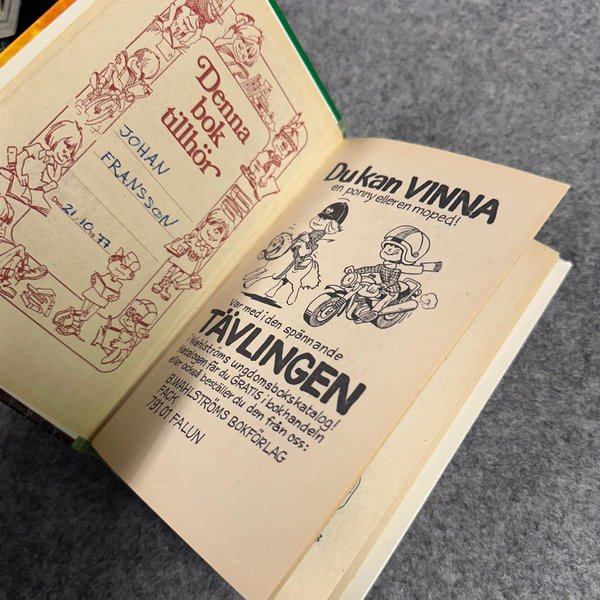 Denna
bok
tillhör
JOHAN
FRANSSON
Den 21.10. 77
Du kan VINNA
en ponny eller en moped!
Var med i den spännande
TÄVLINGEN
i Wahlströms ungdomsbokskatalog!
Katalogen får du GRATIS i bokhandeln
eller också beställer du den från oss:
B.WAHLSTRÖMS BOKFÖRLAG
FACK
791 01 FALUN